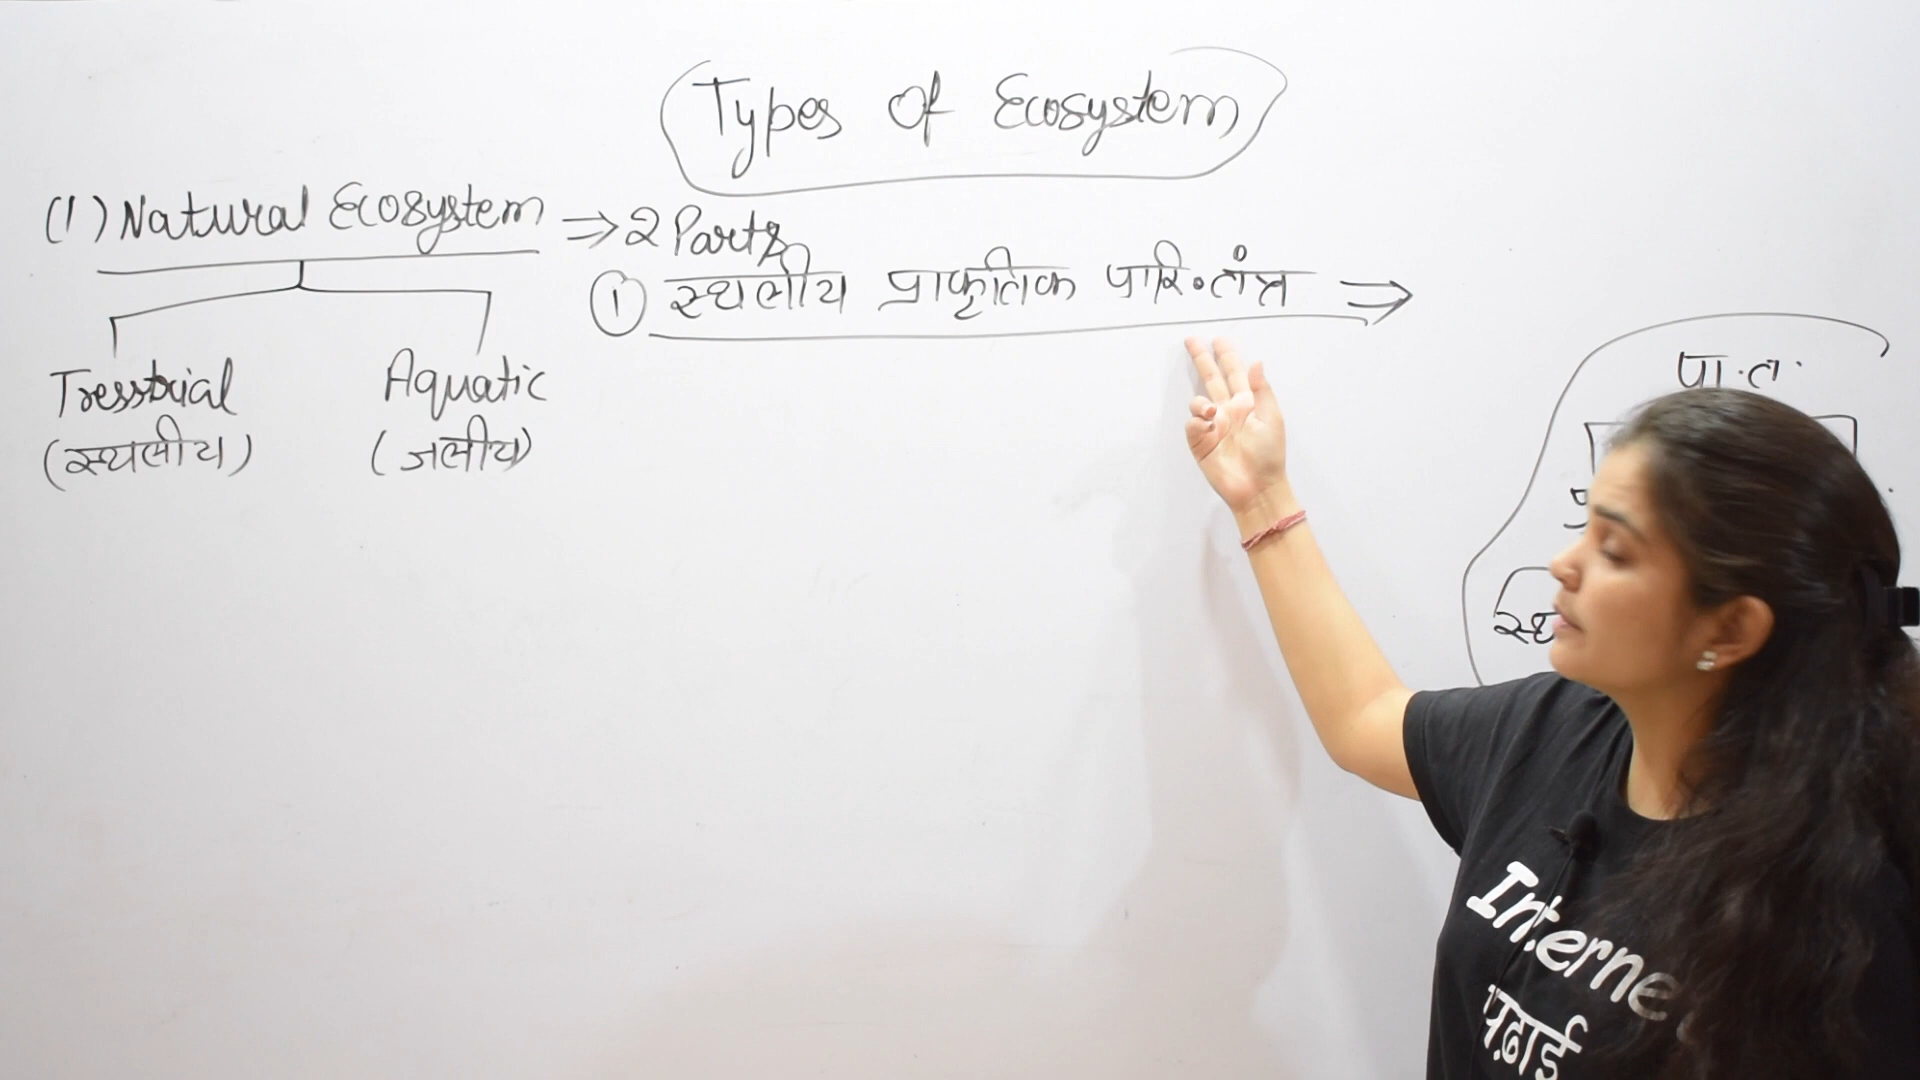 Types Of Ecosystem
(1) Natural Ecosystem ⇒ 2 Parts
① स्थलीय प्राकृतिक पारि॰तंत्र ⇒
Tresstrial
(स्थलीय)
Aquatic
(जलीय)
पा.त.
Interne
पढ़ाई